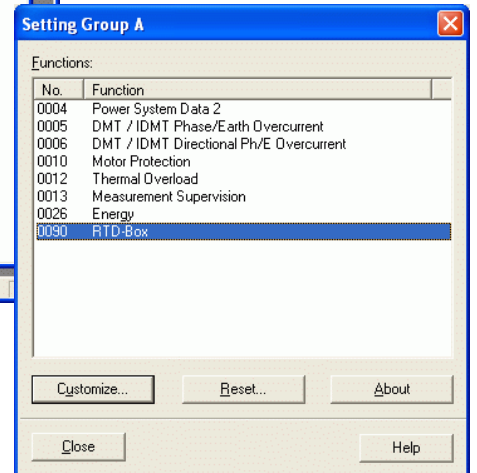 Setting Group A
Functions:
No. Function
0004 Power System Data 2
0005 DMT / IDMT Phase/Earth Overcurrent
0006 DMT / IDMT Directional Ph/E Overcurrent
0010 Motor Protection
0012 Thermal Overload
0013 Measurement Supervision
0026 Energy
0090 RTD-Box
Customize... Reset... About
Close Help